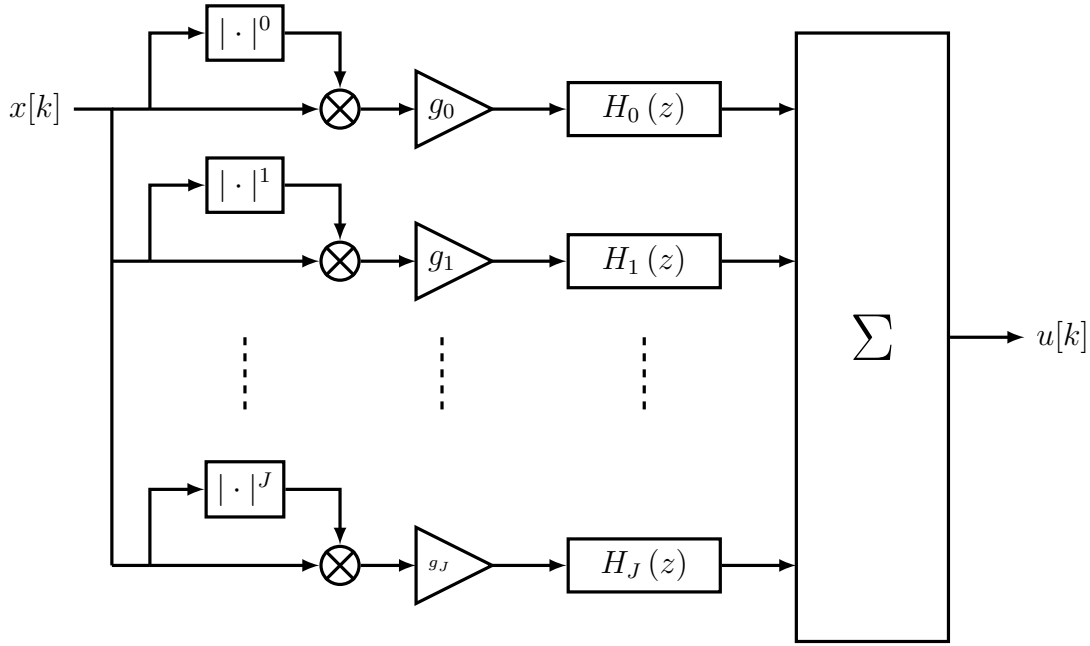 | · |^0
x[k]
g_0
H_0 (z)
| · |^1
g_1
H_1 (z)
∑
u[k]
| · |^J
g_J
H_J (z)